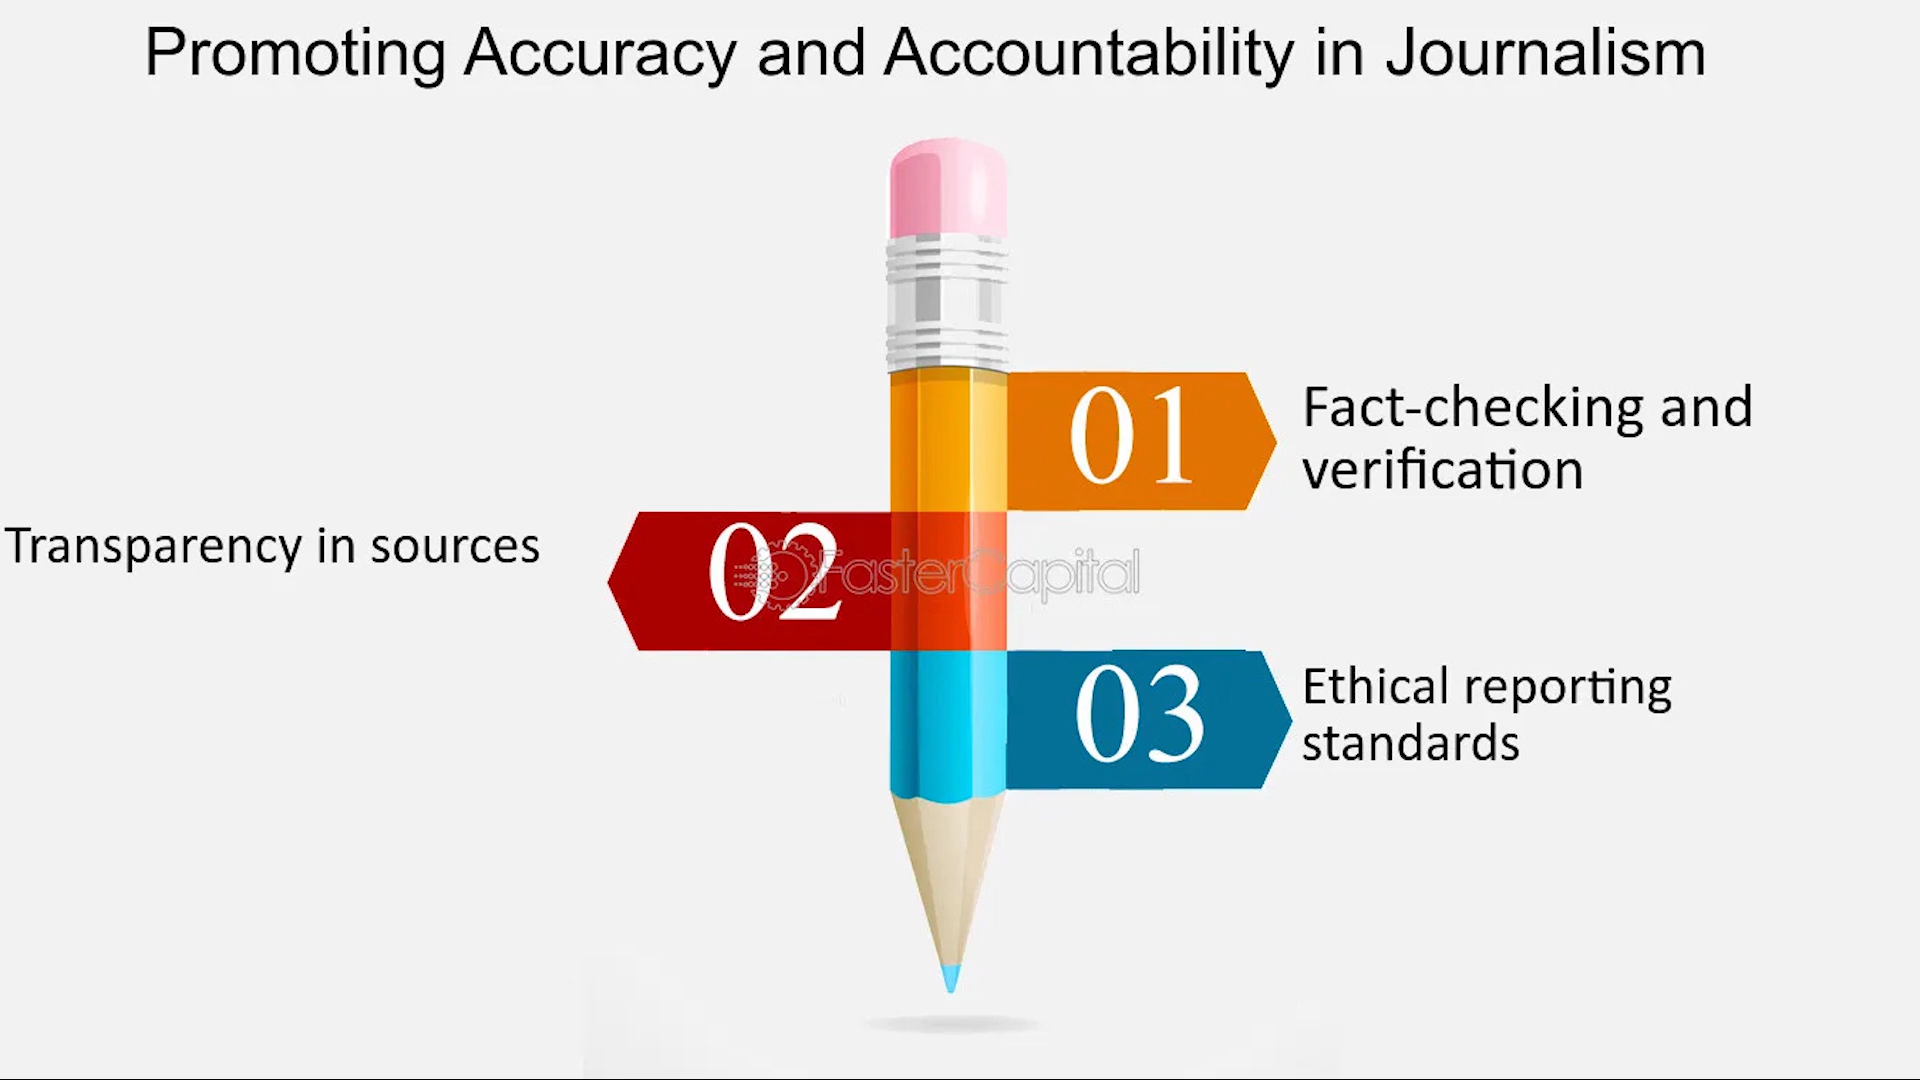 Promoting Accuracy and Accountability in Journalism
01
Fact-checking and
verification
Transparency in sources
02
FasterCapital
03
Ethical reporting
standards